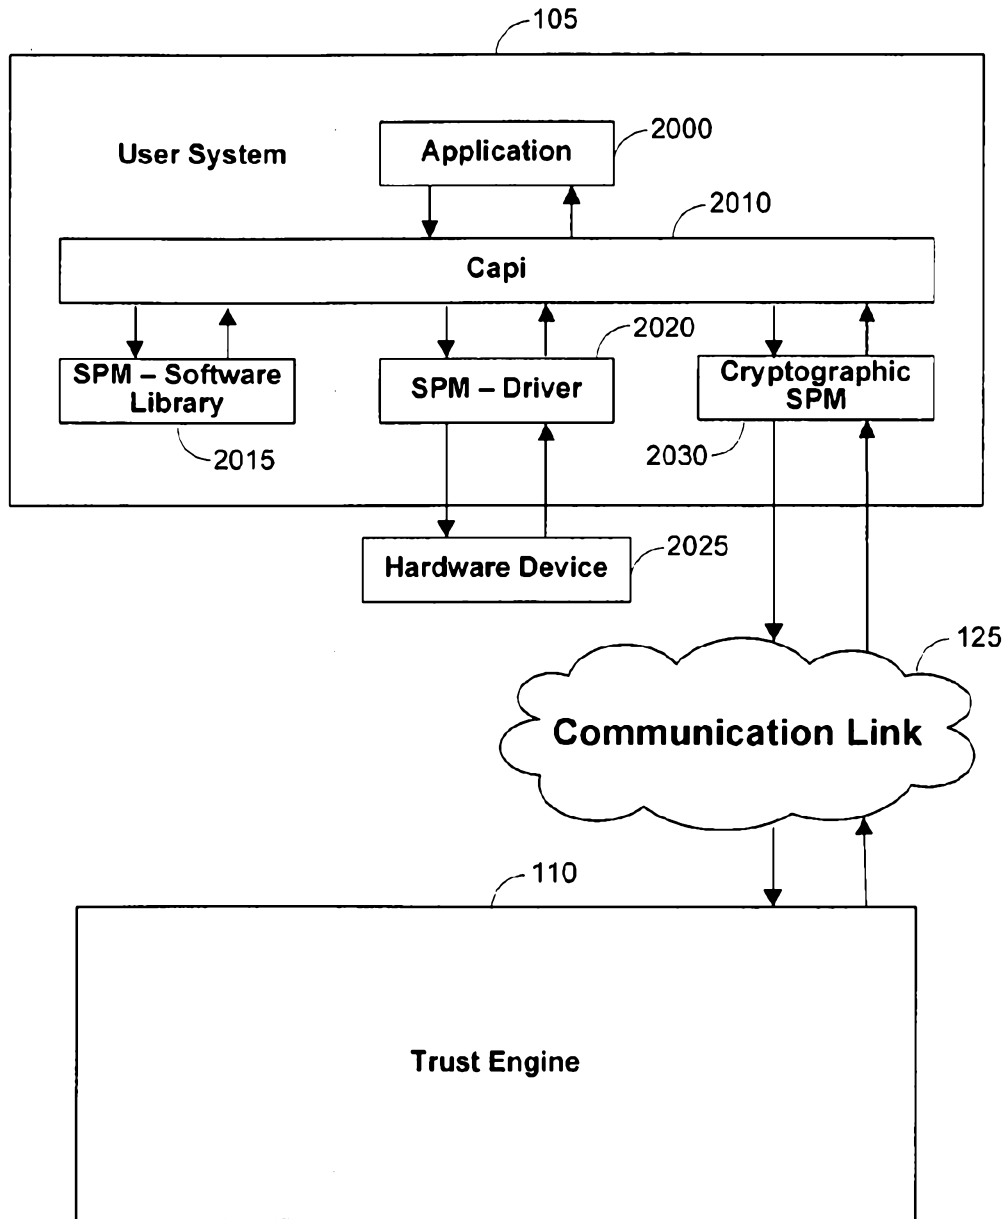 105
2000
Application
User System
2010
Capi
2020
SPM – Software
Library
SPM – Driver
Cryptographic
SPM
2015
2030
2025
Hardware Device
125
Communication Link
110
Trust Engine